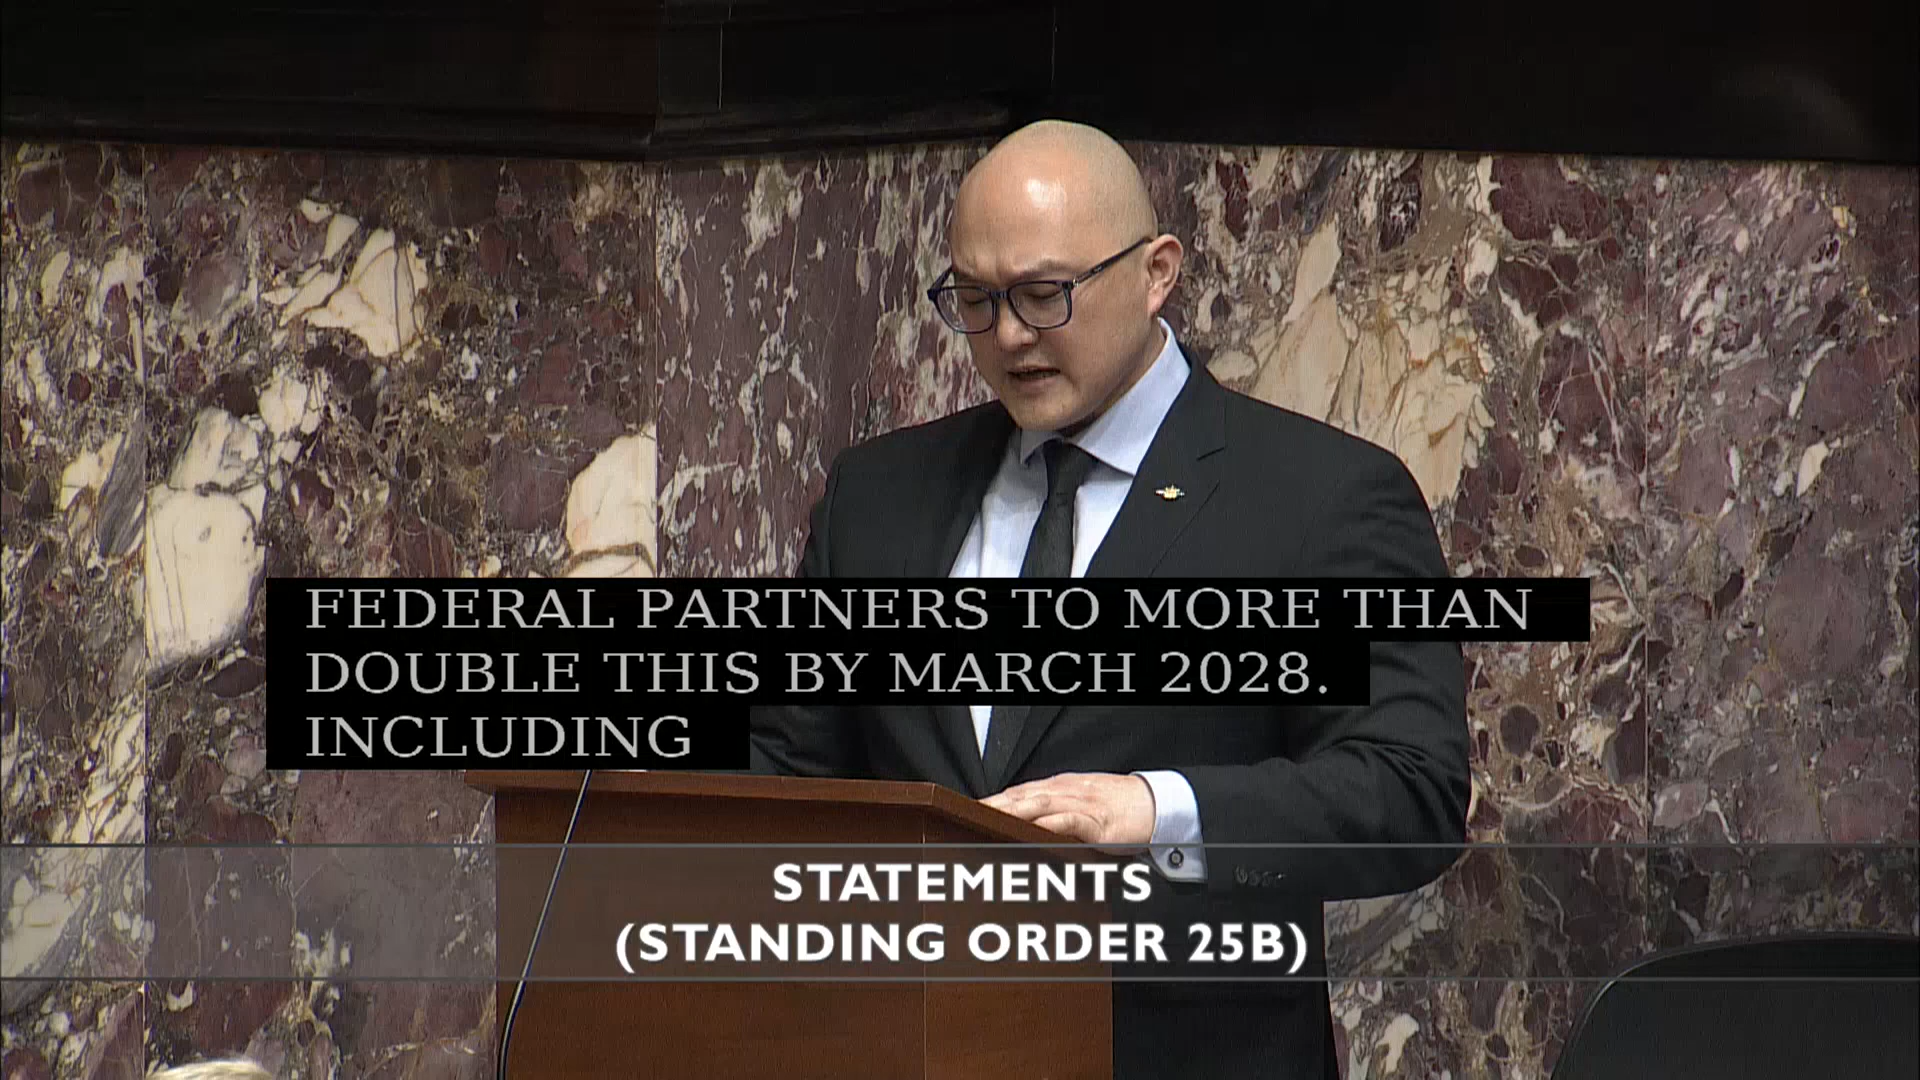 FEDERAL PARTNERS TO MORE THAN
DOUBLE THIS BY MARCH 2028.
INCLUDING
STATEMENTS
(STANDING ORDER 25B)